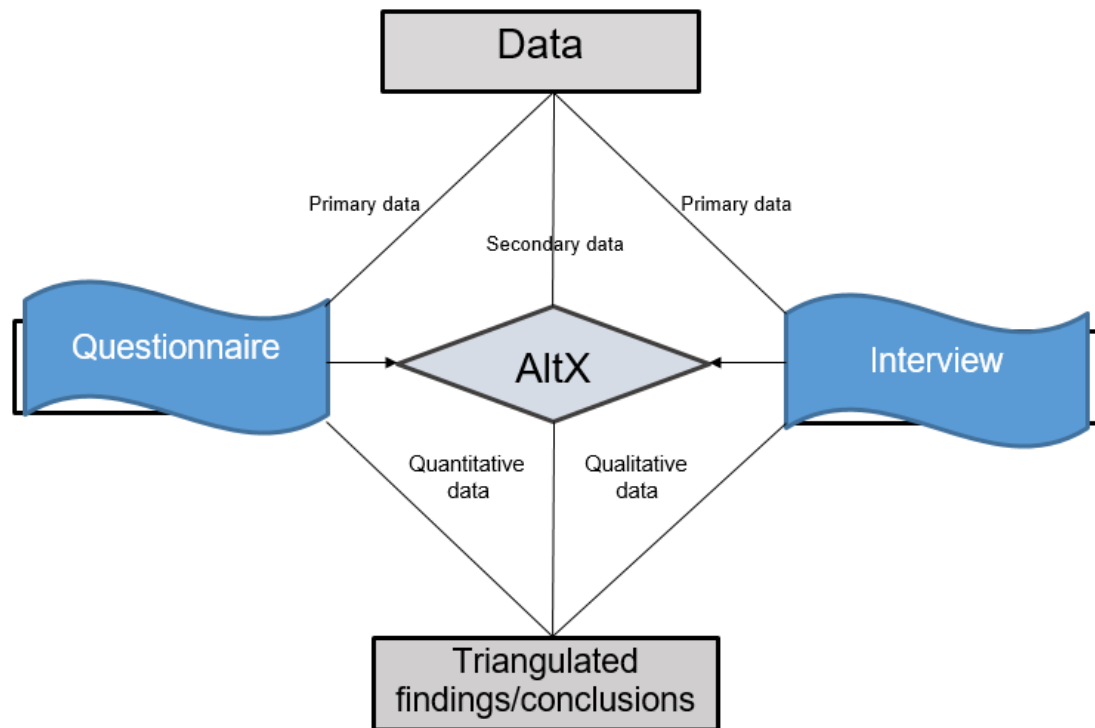 Data
Primary data
Primary data
Secondary data
Questionnaire
AltX
Interview
Quantitative
data
Qualitative
data
Triangulated
findings/conclusions